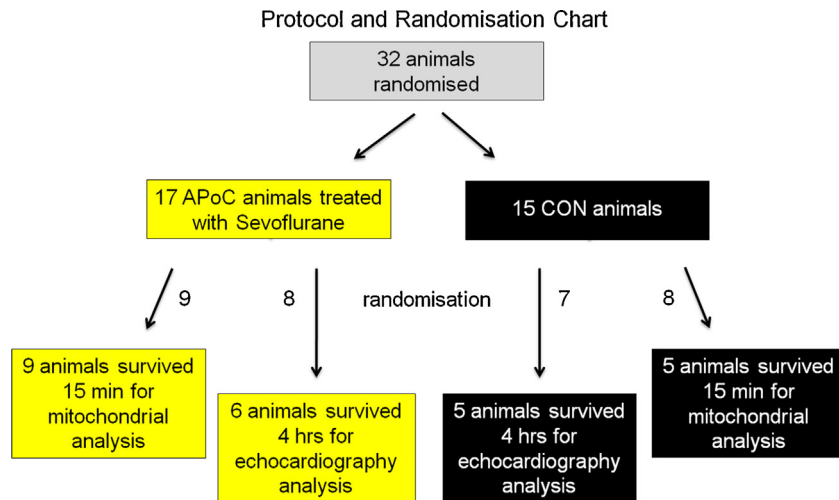 Protocol and Randomisation Chart
32 animals
randomised
17 APoC animals treated
with Sevoflurane
15 CON animals
9
8
randomisation
7
8
9 animals survived
15 min for
mitochondrial
analysis
6 animals survived
4 hrs for
echocardiography
analysis
5 animals survived
4 hrs for
echocardiography
analysis
5 animals survived
15 min for
mitochondrial
analysis